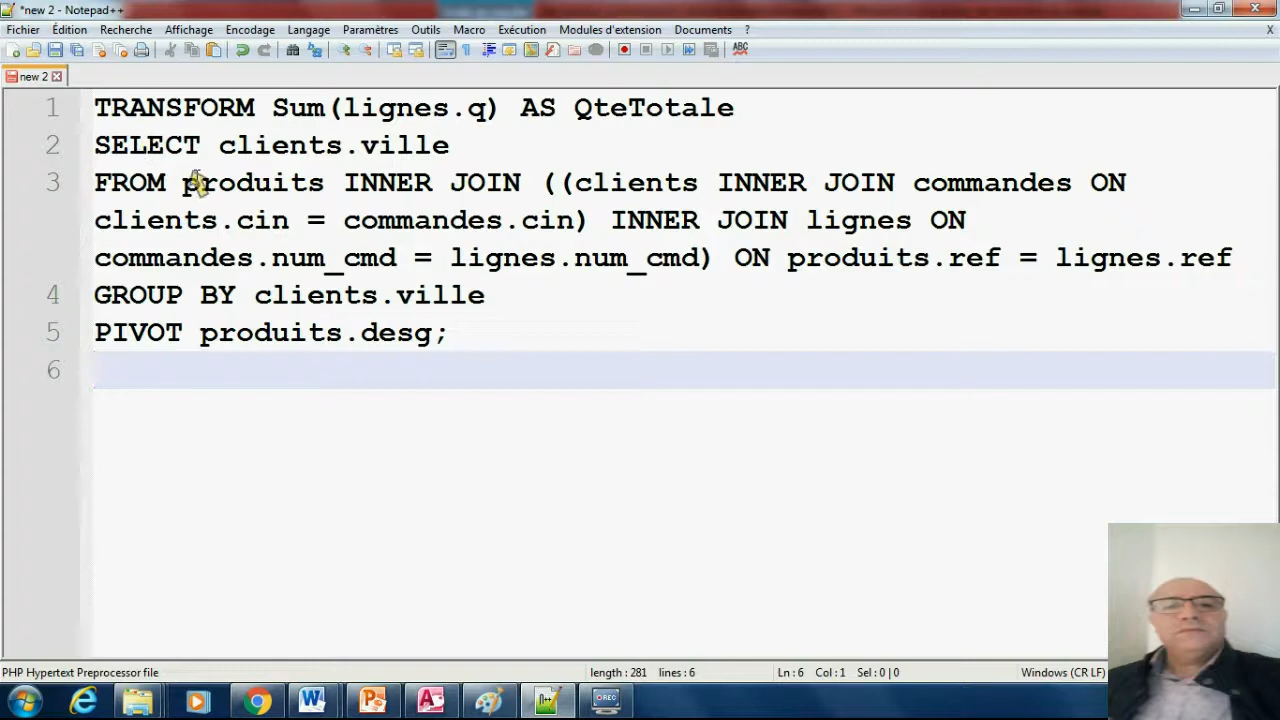 *new 2 - Notepad++
Fichier Édition Recherche Affichage Encodage Langage Paramètres Outils Macro Exécution Modules d'extension Documents ? X
ABC
new 2
1 TRANSFORM Sum(lignes.q) AS QteTotale
2 SELECT clients.ville
3 FROM produits INNER JOIN ((clients INNER JOIN commandes ON
clients.cin = commandes.cin) INNER JOIN lignes ON
commandes.num_cmd = lignes.num_cmd) ON produits.ref = lignes.ref
4 GROUP BY clients.ville
5 PIVOT produits.desg;
6
PHP Hypertext Preprocessor file length : 281 lines : 6 Ln : 6 Col : 1 Sel : 0 | 0 Windows (CR LF)
W P A N++ REC